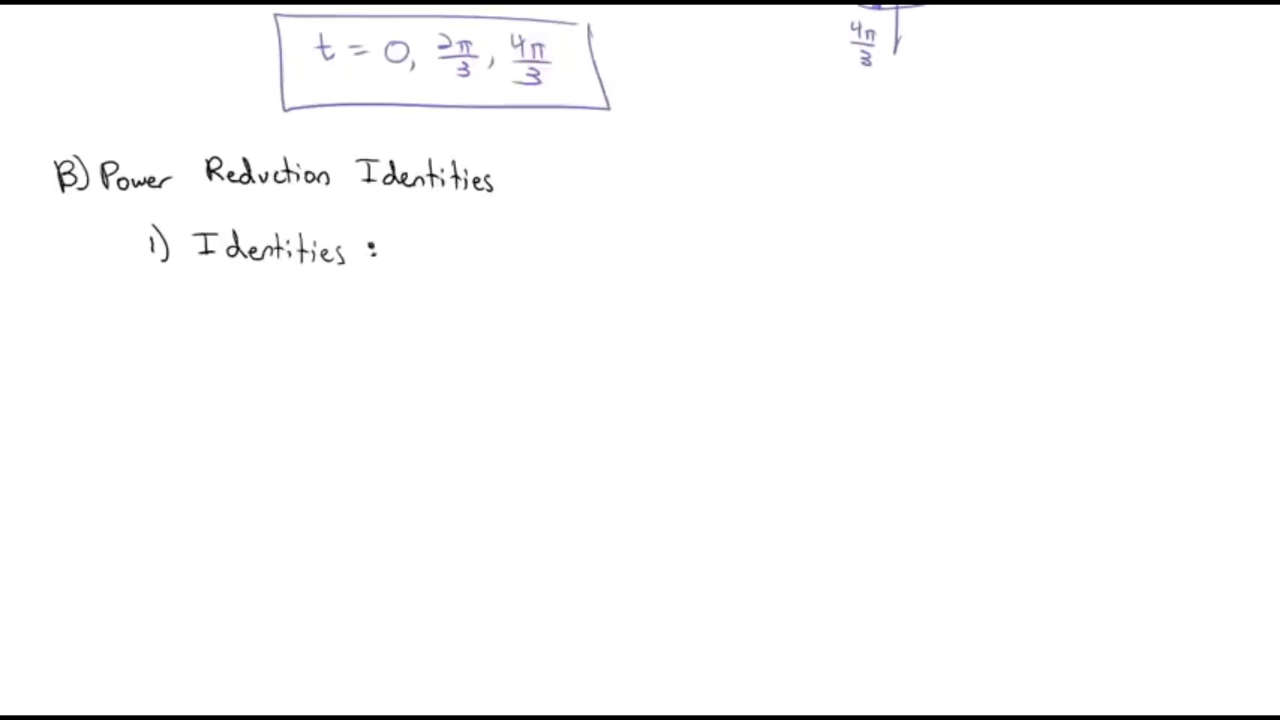 t = 0, 2π/3, 4π/3
4π/3
B) Power Reduction Identities
1) Identities :